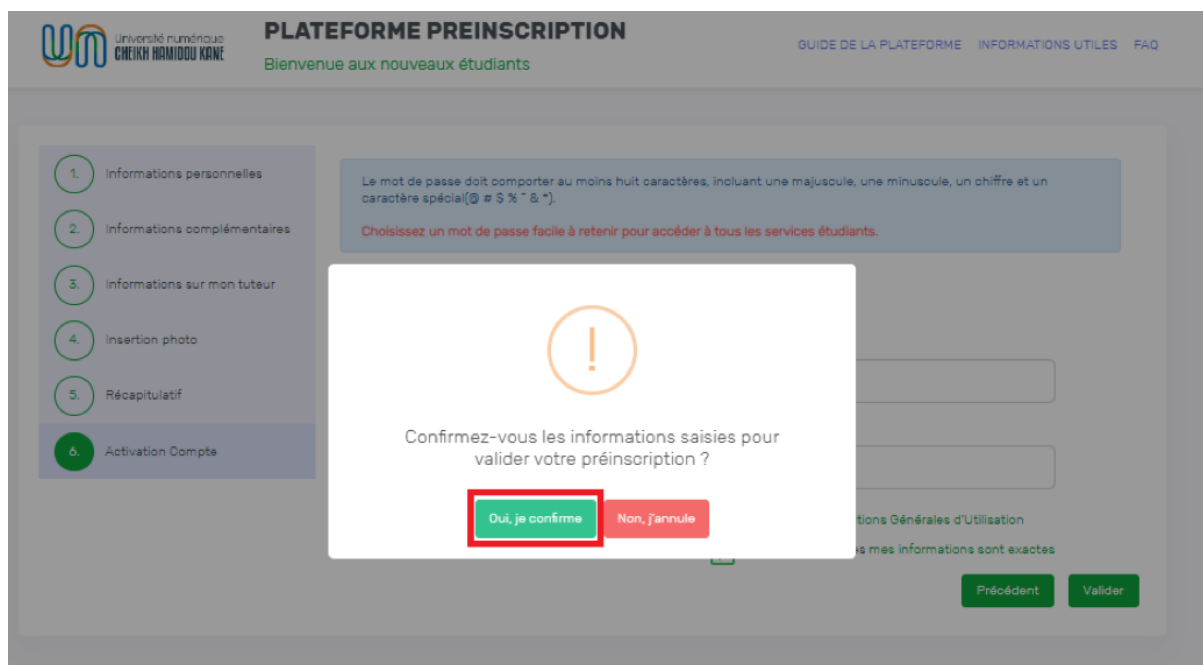 Université numérique
CHEIKH HAMIDOU KANE
PLATEFORME PREINSCRIPTION
Bienvenue aux nouveaux étudiants
GUIDE DE LA PLATEFORME INFORMATIONS UTILES FAQ
1. Informations personnelles
2. Informations complémentaires
3. Informations sur mon tuteur
4. Insertion photo
5. Récapitulatif
6. Activation Compte
Le mot de passe doit comporter au moins huit caractères, incluant une majuscule, une minuscule, un chiffre et un
caractère spécial(@ # $ % ^ & *).
Choisissez un mot de passe facile à retenir pour accéder à tous les services étudiants.
!
Confirmez-vous les informations saisies pour
valider votre préinscription ?
Oui, je confirme Non, j'annule
Générales d'Utilisation
mes informations sont exactes
Précédent Valider